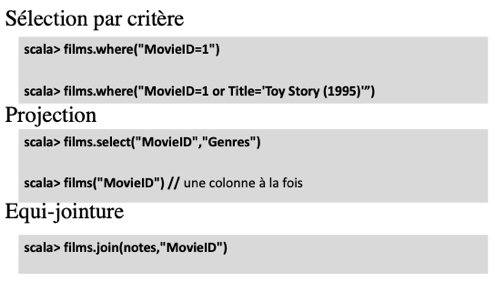 Sélection par critère
scala> films.where("MovieID=1")
scala> films.where("MovieID=1 or Title='Toy Story (1995)'”)
Projection
scala> films.select("MovieID","Genres")
scala> films("MovieID") // une colonne à la fois
Equi-jointure
scala> films.join(notes,"MovieID")